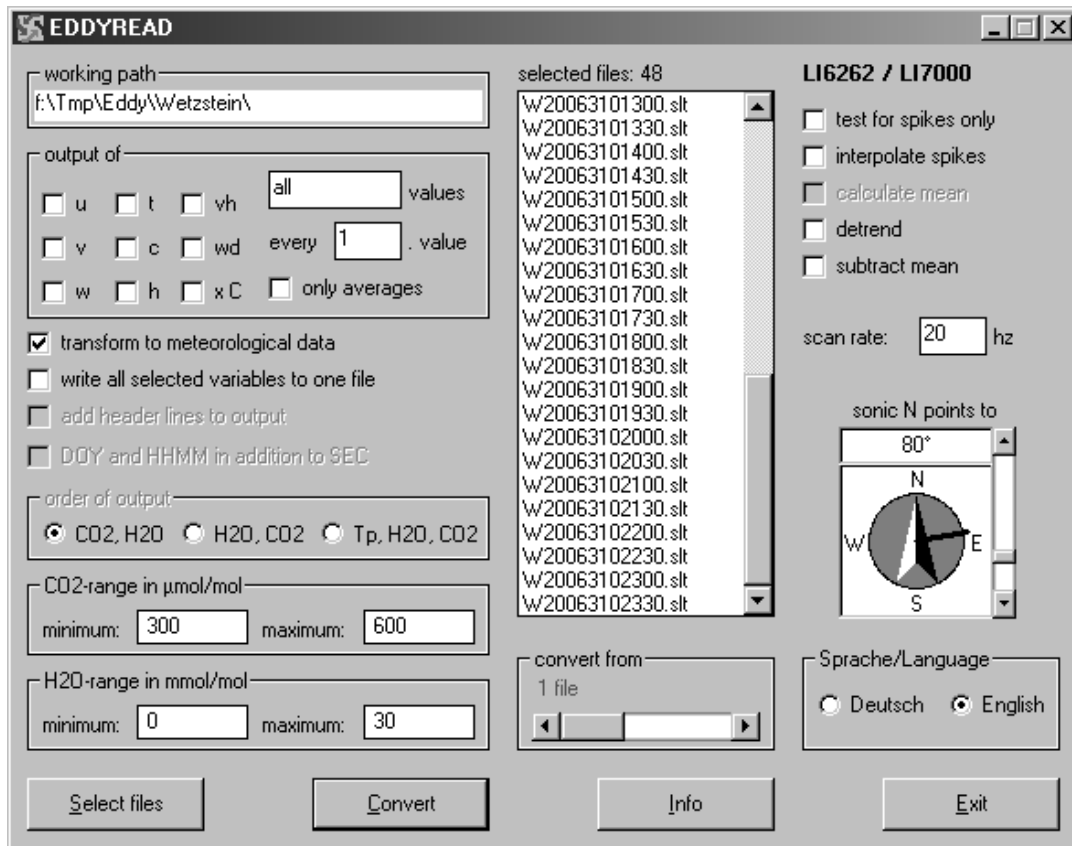 EDDYREAD
working path
f:\Tmp\Eddy\Wetzstein\
output of
u t vh
all values
v c wd
every 1 . value
w h x C
only averages
transform to meteorological data
write all selected variables to one file
add header lines to output
DOY and HHMM in addition to SEC
order of output
CO2, H2O H2O, CO2 Tp, H2O, CO2
CO2-range in µmol/mol
minimum: 300 maximum: 600
H2O-range in mmol/mol
minimum: 0 maximum: 30
selected files: 48
W20063101300.slt
W20063101330.slt
W20063101400.slt
W20063101430.slt
W20063101500.slt
W20063101530.slt
W20063101600.slt
W20063101630.slt
W20063101700.slt
W20063101730.slt
W20063101800.slt
W20063101830.slt
W20063101900.slt
W20063101930.slt
W20063102000.slt
W20063102030.slt
W20063102100.slt
W20063102130.slt
W20063102200.slt
W20063102230.slt
W20063102300.slt
W20063102330.slt
convert from
1 file
LI6262 / LI7000
test for spikes only
interpolate spikes
calculate mean
detrend
subtract mean
scan rate: 20 hz
sonic N points to
80°
N
W E
S
Sprache/Language
Deutsch English
Select files Convert Info Exit